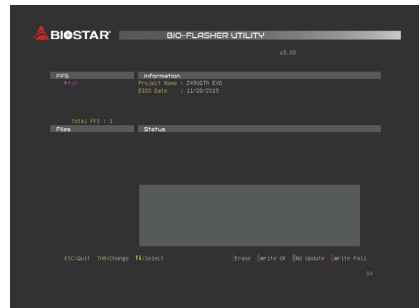 BIOSTAR BIO-FLASHER UTILITY
v3.03
FFS Information
▶fs0 Project Name : Z490GTA EVO
BIOS Date : 11/28/2019
Total FFS : 1
Files Status
ESC:Quit TAB:Change ↑↓:Select Erase Write OK NO Update Write Fail